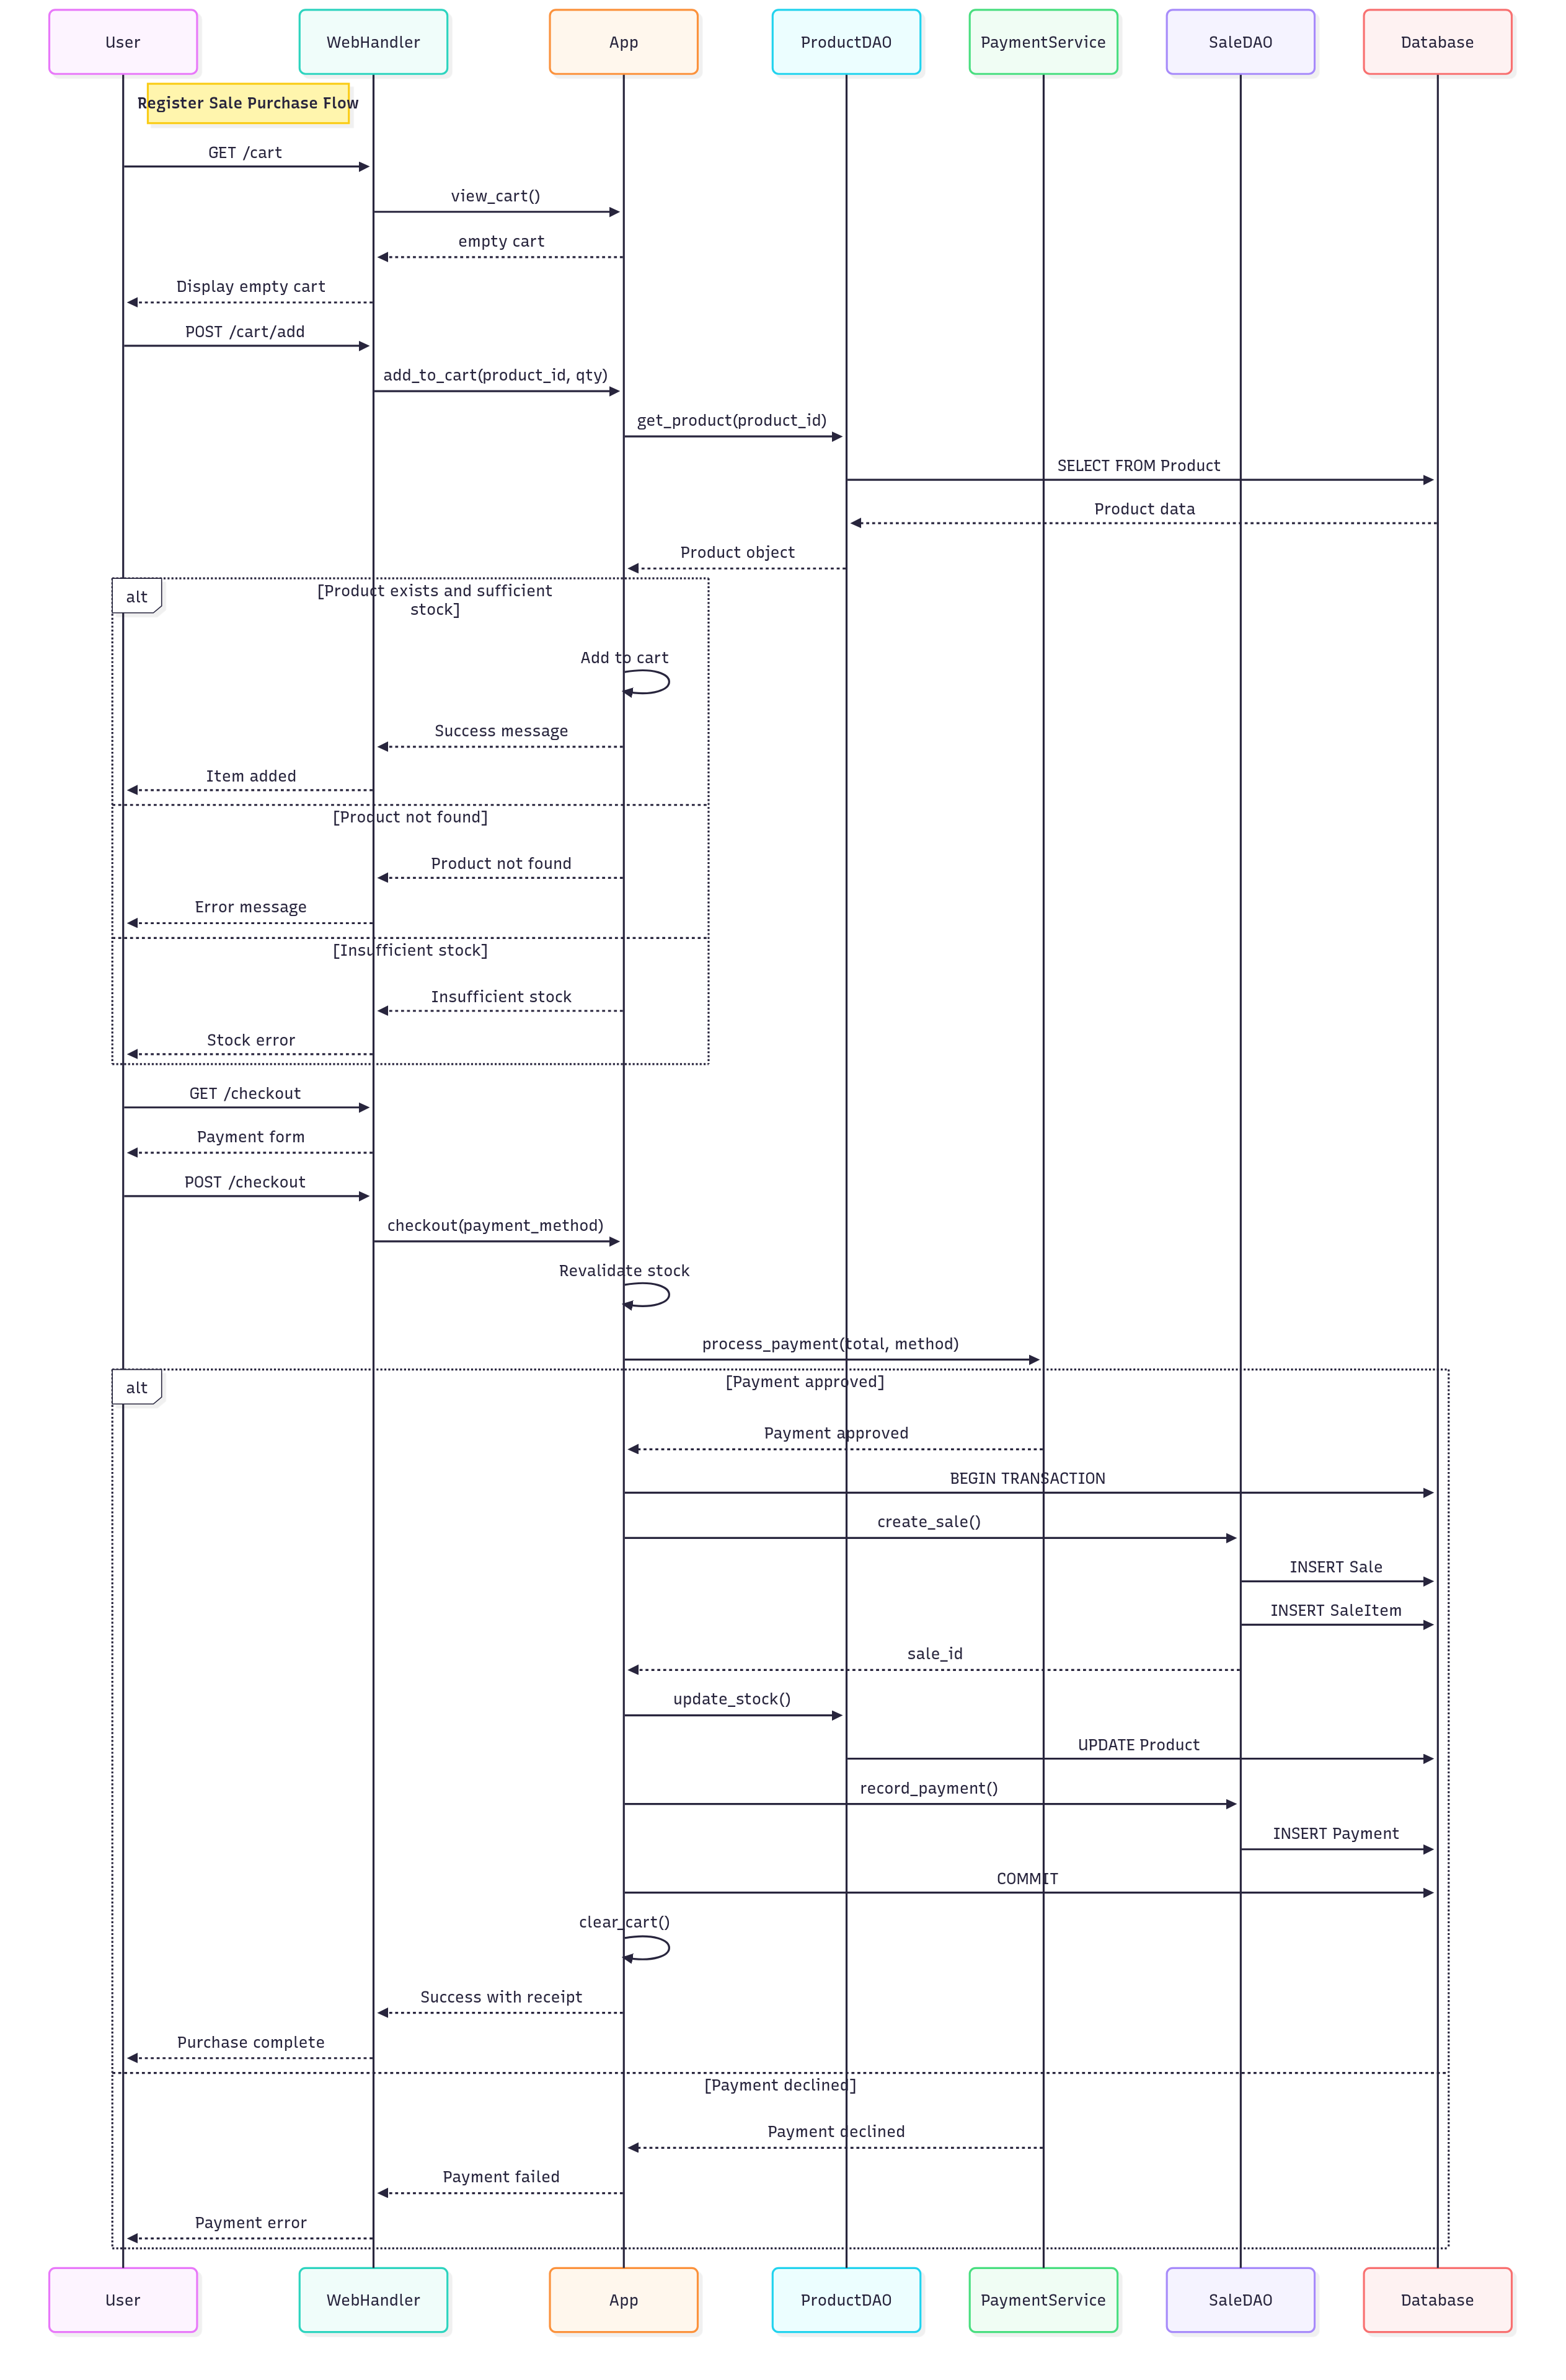 User
WebHandler
App
ProductDAO
PaymentService
SaleDAO
Database
Register Sale Purchase Flow
GET /cart
view_cart()
empty cart
Display empty cart
POST /cart/add
add_to_cart(product_id, qty)
get_product(product_id)
SELECT FROM Product
Product data
Product object
alt
[Product exists and sufficient
stock]
Add to cart
Success message
Item added
[Product not found]
Product not found
Error message
[Insufficient stock]
Insufficient stock
Stock error
GET /checkout
Payment form
POST /checkout
checkout(payment_method)
Revalidate stock
process_payment(total, method)
alt
[Payment approved]
Payment approved
BEGIN TRANSACTION
create_sale()
INSERT Sale
INSERT SaleItem
sale_id
update_stock()
UPDATE Product
record_payment()
INSERT Payment
COMMIT
clear_cart()
Success with receipt
Purchase complete
[Payment declined]
Payment declined
Payment failed
Payment error
User
WebHandler
App
ProductDAO
PaymentService
SaleDAO
Database